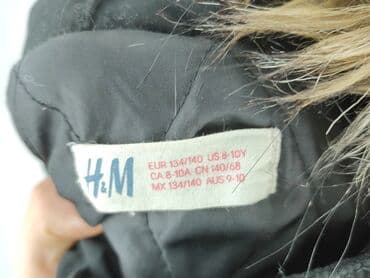 H&M
EUR 134/140 US 8-10Y
CA 8-10A CN 140/68
MX 134/140 AUS 9-10